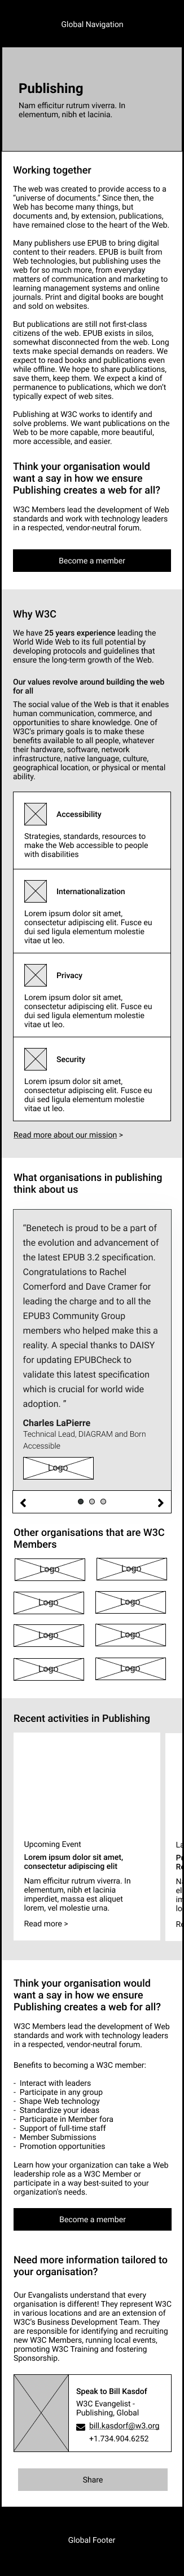 Global Navigation
Publishing
Nam efficitur rutrum viverra. In
elementum, nibh et lacinia.
Working together
The web was created to provide access to a
"universe of documents." Since then, the
Web has become many things, but
documents and, by extension, publications,
have remained close to the heart of the Web.
Many publishers use EPUB to bring digital
content to their readers. EPUB is built from
Web technologies, but publishing uses the
web for so much more, from everyday
matters of communication and marketing to
learning management systems and online
journals. Print and digital books are bought
and sold on websites.
But publications are still not first-class
citizens of the web. EPUB exists in silos,
somewhat disconnected from the web. Long
texts make special demands on readers. We
expect to read books and publications even
while offline. We hope to share publications,
save them, keep them. We expect a kind of
permanence to publications, which we don't
typically expect of web sites.
Publishing at W3C works to identify and
solve problems. We want publications on the
Web to be more capable, more beautiful,
more accessible, and easier.
Think your organisation would
want a say in how we ensure
Publishing creates a web for all?
W3C Members lead the development of Web
standards and work with technology leaders
in a respected, vendor-neutral forum.
Become a member
Why W3C
We have 25 years experience leading the
World Wide Web to its full potential by
developing protocols and guidelines that
ensure the long-term growth of the Web.
Our values revolve around building the web
for all
The social value of the Web is that it enables
human communication, commerce, and
opportunities to share knowledge. One of
W3C's primary goals is to make these
benefits available to all people, whatever
their hardware, software, network
infrastructure, native language, culture,
geographical location, or physical or mental
ability.
Accessibility
Strategies, standards, resources to
make the Web accessible to people
with disabilities
Internationalization
Lorem ipsum dolor sit amet,
consectetur adipiscing elit. Fusce eu
dui sed ligula elementum molestie
vitae ut leo.
Privacy
Lorem ipsum dolor sit amet,
consectetur adipiscing elit. Fusce eu
dui sed ligula elementum molestie
vitae ut leo.
Security
Lorem ipsum dolor sit amet,
consectetur adipiscing elit. Fusce eu
dui sed ligula elementum molestie
vitae ut leo.
Read more about our mission >
What organisations in publishing
think about us
"Benetech is proud to be a part of
the evolution and advancement of
the latest EPUB 3.2 specification.
Congratulations to Rachel
Comerford and Dave Cramer for
leading the charge and to all the
EPUB3 Community Group
members who helped make this a
reality. A special thanks to DAISY
for updating EPUBCheck to
validate this latest specification
which is crucial for world wide
adoption. "
Charles LaPierre
Technical Lead, DIAGRAM and Born
Accessible
Logo
Other organisations that are W3C
Members
Logo Logo
Logo Logo
Logo Logo
Logo Logo
Recent activities in Publishing
Upcoming Event
Lorem ipsum dolor sit amet,
consectetur adipiscing elit
Nam efficitur rutrum viverra. In
elementum, nibh et lacinia
imperdiet, massa est aliquet
lorem, vel molestie urna.
Read more >
Think your organisation would
want a say in how we ensure
Publishing creates a web for all?
W3C Members lead the development of Web
standards and work with technology leaders
in a respected, vendor-neutral forum.
Benefits to becoming a W3C member:
- Interact with leaders
- Participate in any group
- Shape Web technology
- Standardize your ideas
- Participate in Member fora
- Support of full-time staff
- Member Submissions
- Promotion opportunities
Learn how your organization can take a Web
leadership role as a W3C Member or
participate in a way best-suited to your
organization's needs.
Become a member
Need more information tailored to
your organisation?
Our Evangalists understand that every
organisation is different! They represent W3C
in various locations and are an extension of
W3C's Business Development Team. They
are responsible for identifying and recruiting
new W3C Members, running local events,
promoting W3C Training and fostering
Sponsorship.
Speak to Bill Kasdof
W3C Evangelist -
Publishing, Global
bill.kasdorf@w3.org
+1.734.904.6252
Share
Global Footer